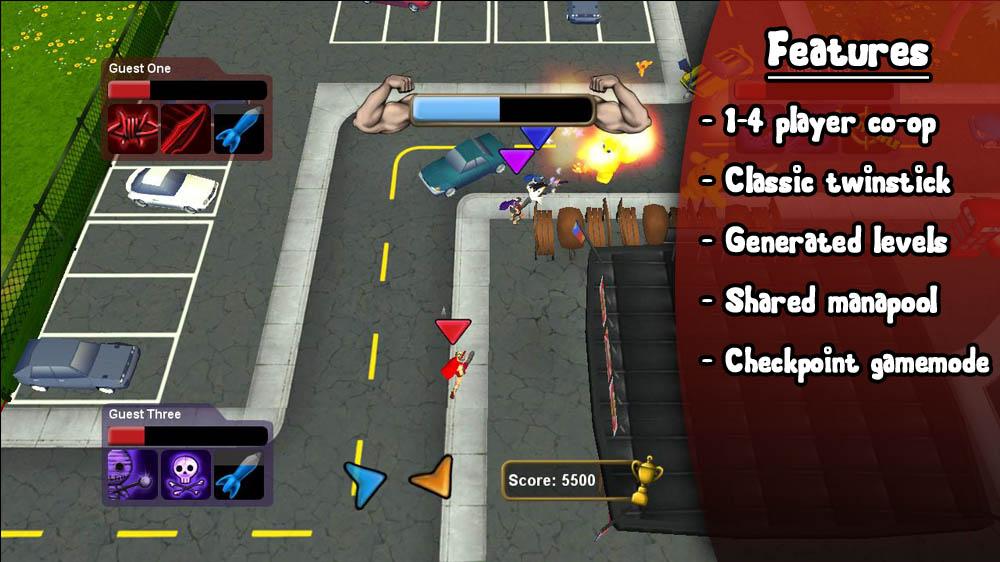 Guest One
Features
- 1-4 player co-op
- Classic twinstick
- Generated levels
- Shared manapool
- Checkpoint gamemode
Guest Three
Score: 5500